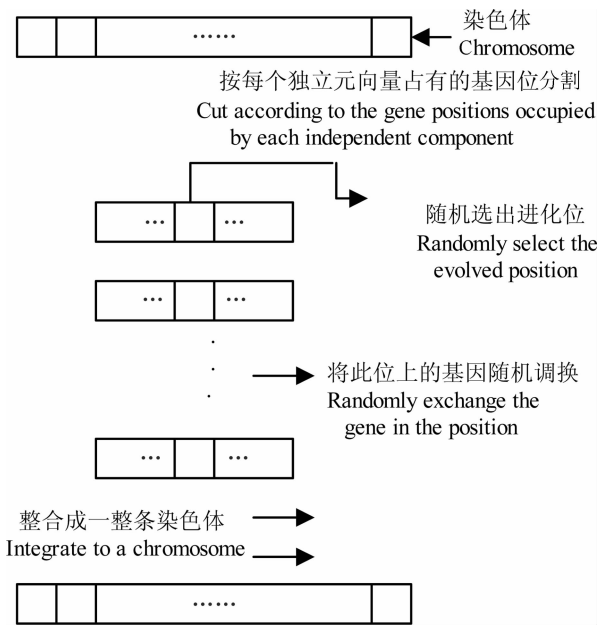 ……
染色体
Chromosome
按每个独立元向量占有的基因位分割
Cut according to the gene positions occupied
by each independent component
… …
随机选出进化位
Randomly select the
evolved position
… …
将此位上的基因随机调换
Randomly exchange the
gene in the position
… …
整合成一整条染色体
Integrate to a chromosome
……